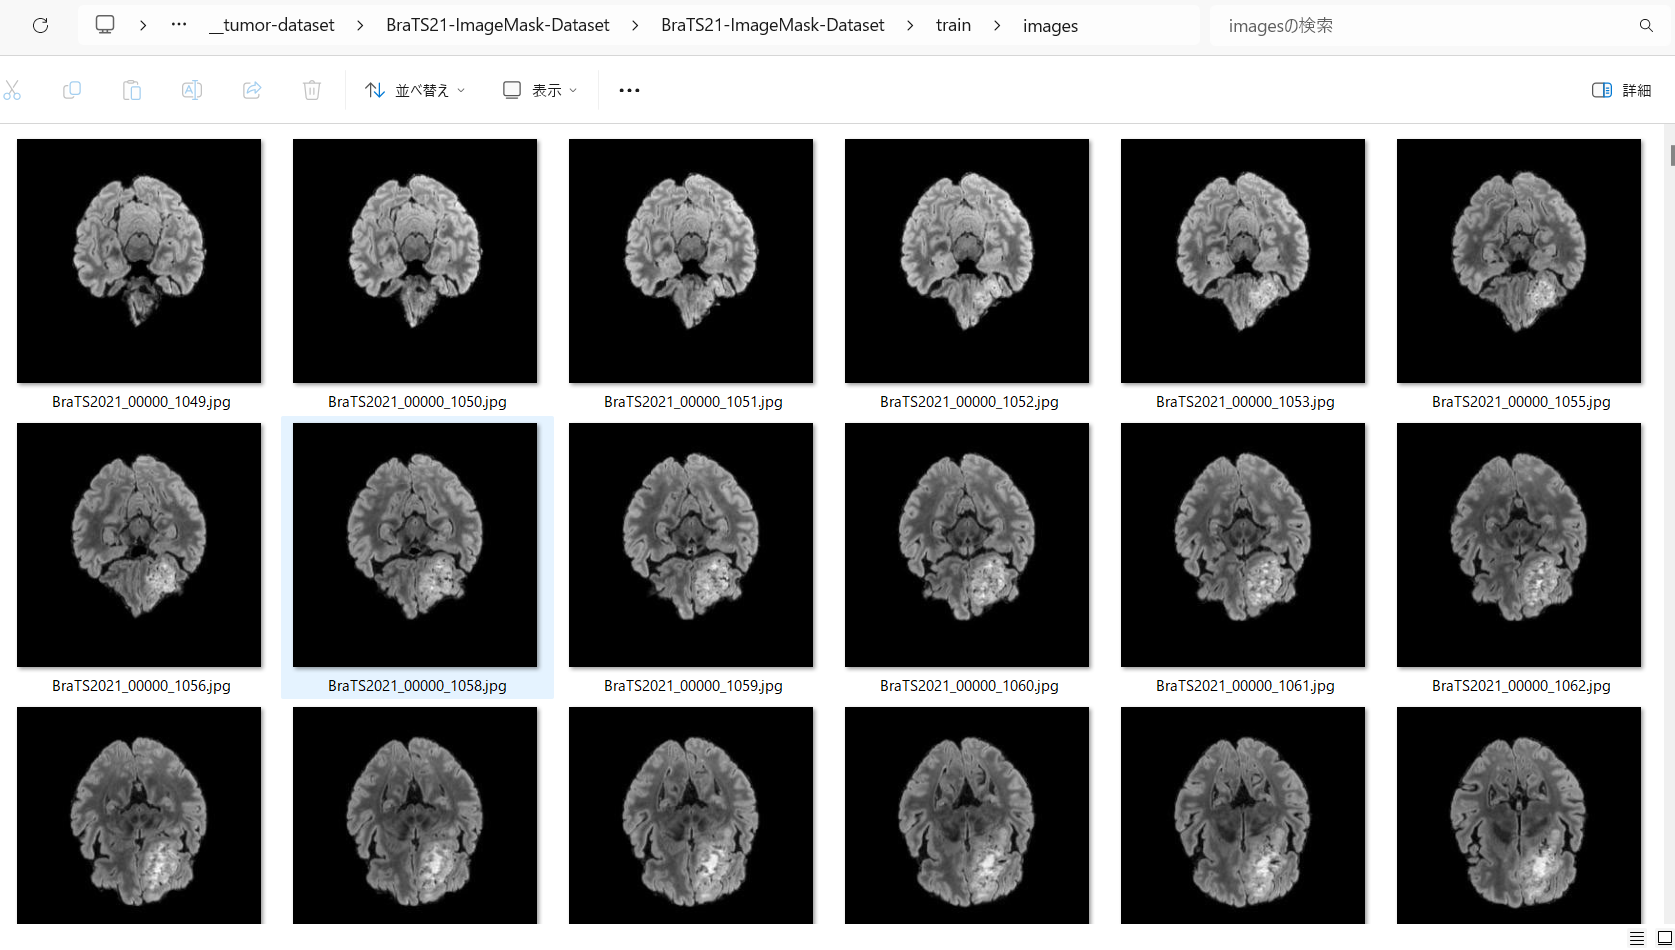 … __tumor-dataset > BraTS21-ImageMask-Dataset > BraTS21-ImageMask-Dataset > train > images
imagesの検索
並べ替え
表示
詳細
BraTS2021_00000_1049.jpg
BraTS2021_00000_1050.jpg
BraTS2021_00000_1051.jpg
BraTS2021_00000_1052.jpg
BraTS2021_00000_1053.jpg
BraTS2021_00000_1055.jpg
BraTS2021_00000_1056.jpg
BraTS2021_00000_1058.jpg
BraTS2021_00000_1059.jpg
BraTS2021_00000_1060.jpg
BraTS2021_00000_1061.jpg
BraTS2021_00000_1062.jpg